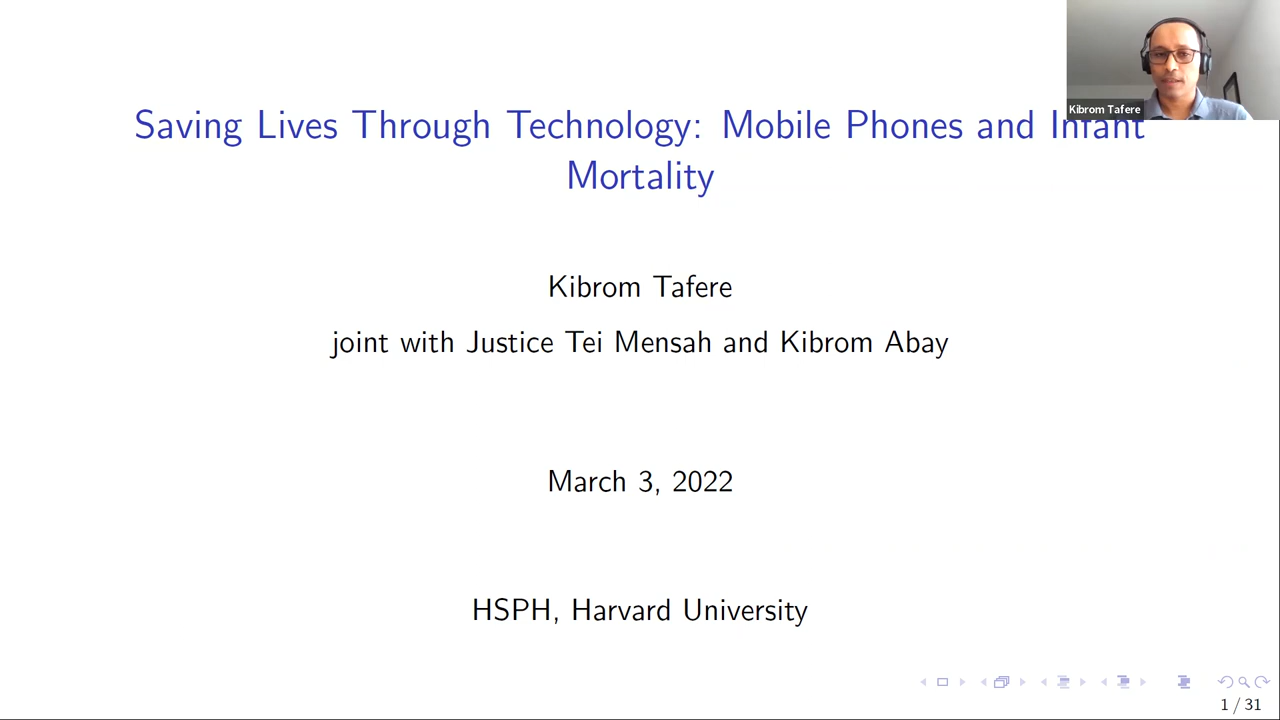 Kibrom Tafere
Saving Lives Through Technology: Mobile Phones and Infant
Mortality
Kibrom Tafere
joint with Justice Tei Mensah and Kibrom Abay
March 3, 2022
HSPH, Harvard University
1 / 31